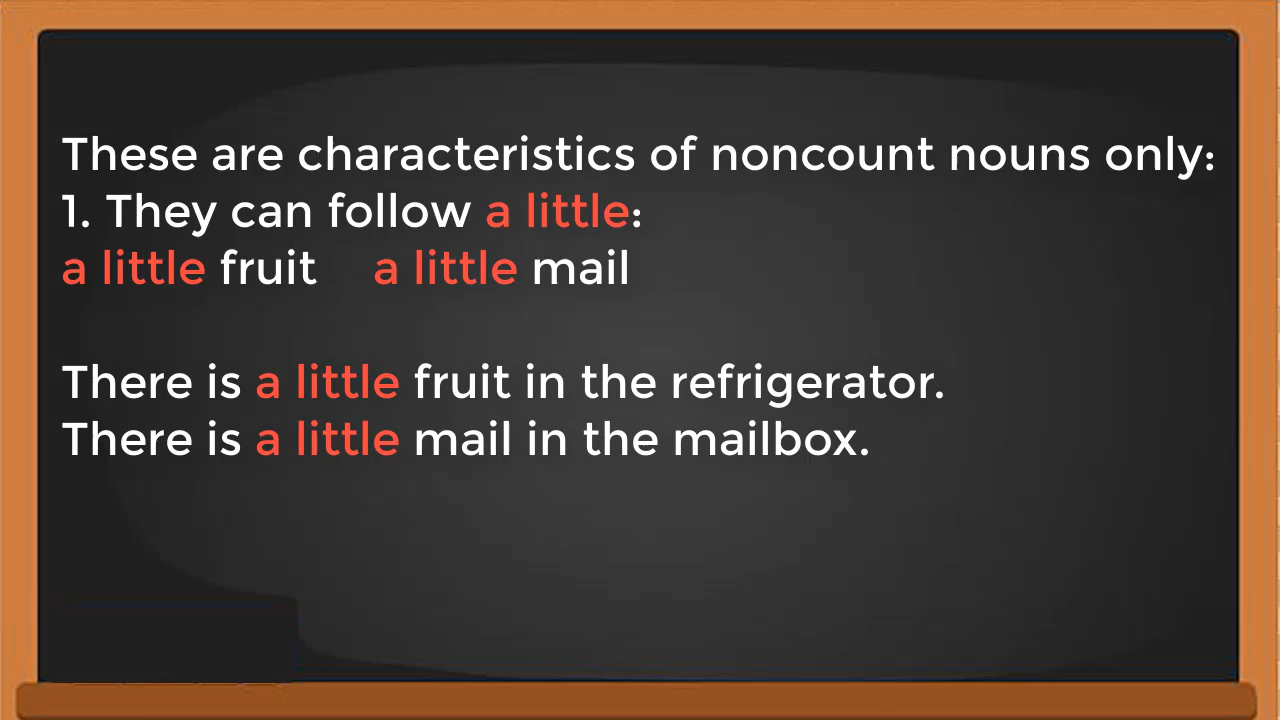 These are characteristics of noncount nouns only:
1. They can follow a little:
a little fruit a little mail
There is a little fruit in the refrigerator.
There is a little mail in the mailbox.